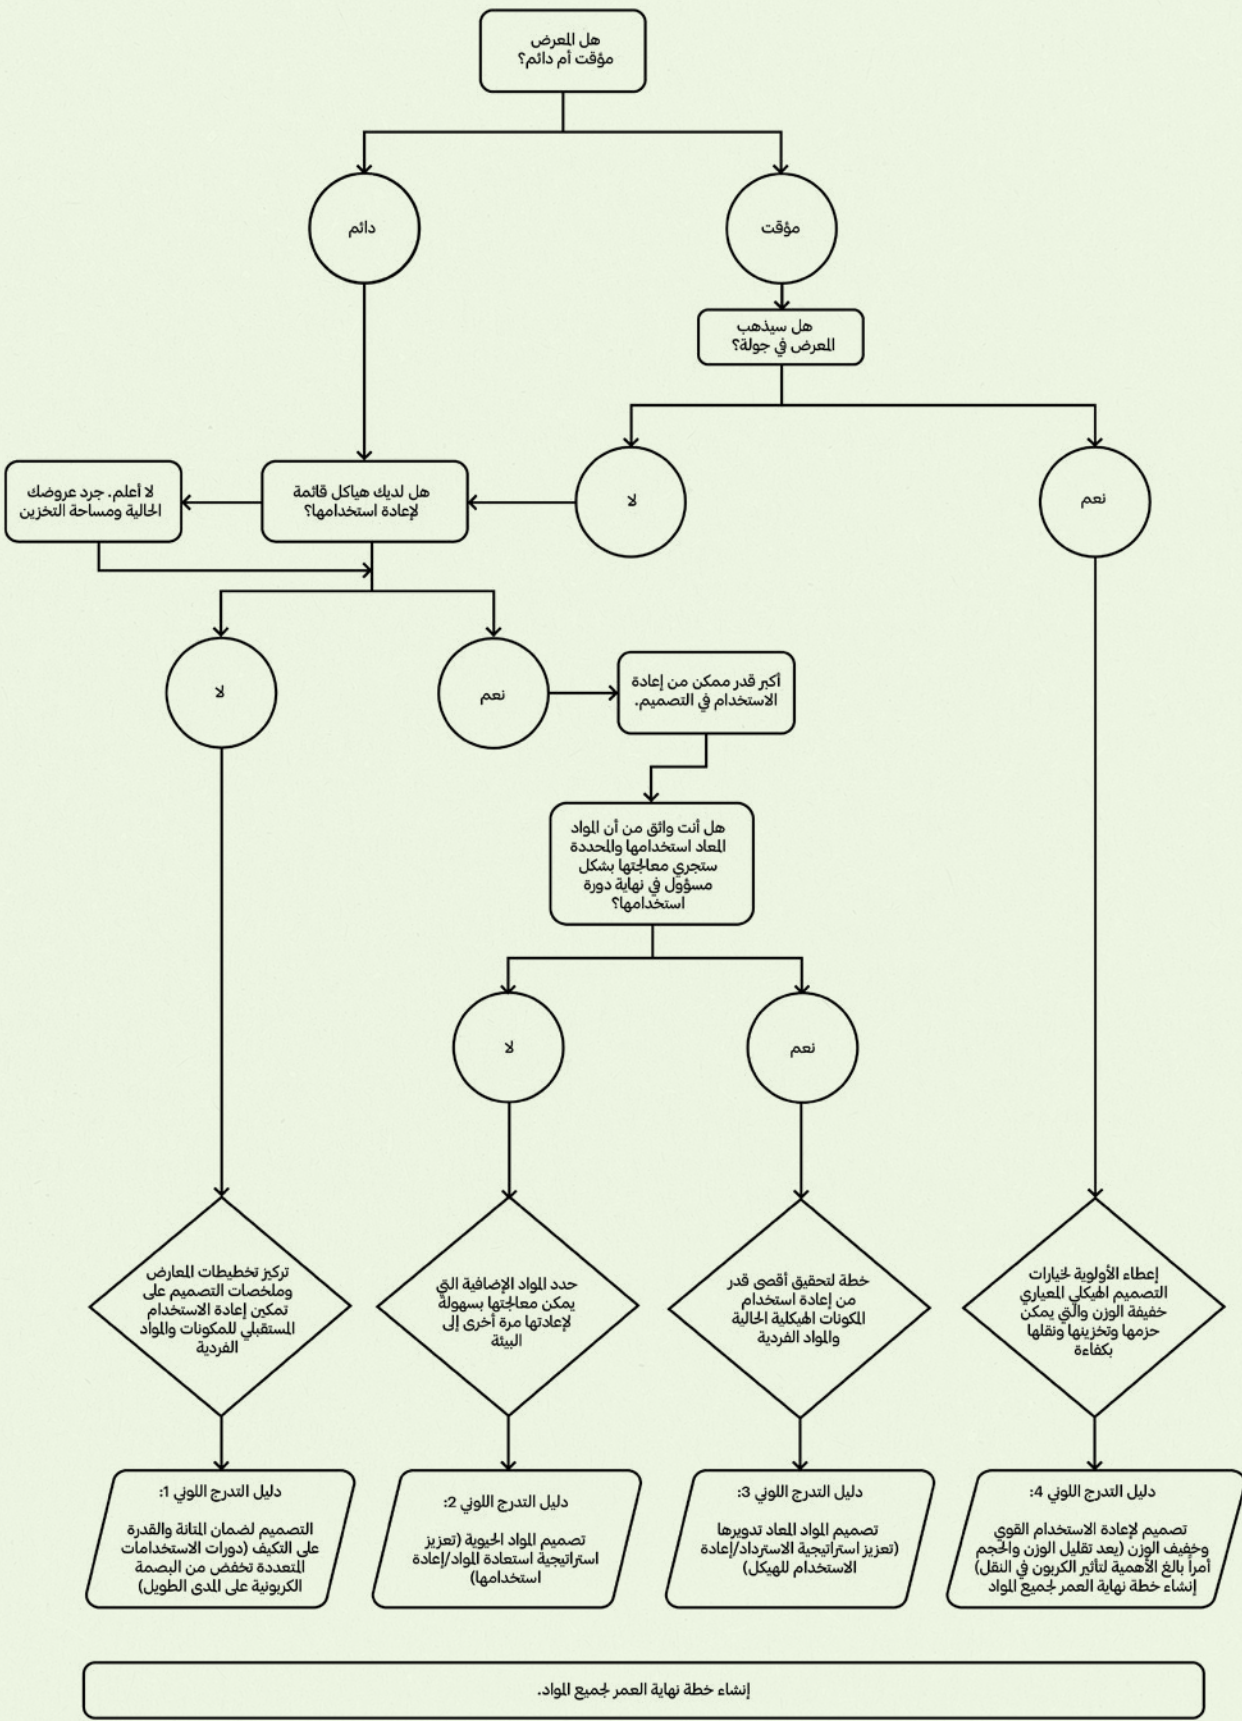 هل المعرض
مؤقت أم دائم؟
مؤقت
دائم
هل سيذهب
المعرض في جولة؟
نعم
لا
هل لديك هياكل قائمة
لإعادة استخدامها؟
لا أعلم. جرد عروضك
الحالية ومساحة التخزين
نعم
لا
أكبر قدر ممكن من إعادة
الاستخدام في التصميم.
هل أنت واثق من أن المواد
المعاد استخدامها والمحددة
ستجري معالجتها بشكل
مسؤول في نهاية دورة
استخدامها؟
نعم
لا
إعطاء الأولوية لخيارات
التصميم الهيكلي المعياري
خفيفة الوزن والتي يمكن
حزمها وتخزينها ونقلها
بكفاءة
خطة لتحقيق أقصى قدر
من إعادة استخدام
المكونات الهيكلية الحالية
والمواد الفردية
حدد المواد الإضافية التي
يمكن معالجتها بسهولة
لإعادتها مرة أخرى إلى
البيئة
تركيز تخطيطات المعارض
وملخصات التصميم على
تمكين إعادة الاستخدام
المستقبلي للمكونات والمواد
الفردية
دليل التدرج اللوني 4:
تصميم لإعادة الاستخدام القوي
وخفيف الوزن (يعد تقليل الوزن والحجم
أمراً بالغ الأهمية لتأثير الكربون في النقل)
إنشاء خطة نهاية العمر لجميع المواد
دليل التدرج اللوني 3:
تصميم المواد المعاد تدويرها
(تعزيز استراتيجية الاسترداد/إعادة
الاستخدام للهيكل)
دليل التدرج اللوني 2:
تصميم المواد الحيوية (تعزيز
استراتيجية استعادة المواد/إعادة
استخدامها)
دليل التدرج اللوني 1:
التصميم لضمان المتانة والقدرة
على التكيف (دورات الاستخدامات
المتعددة تخفض من البصمة
الكربونية على المدى الطويل)
إنشاء خطة نهاية العمر لجميع المواد.